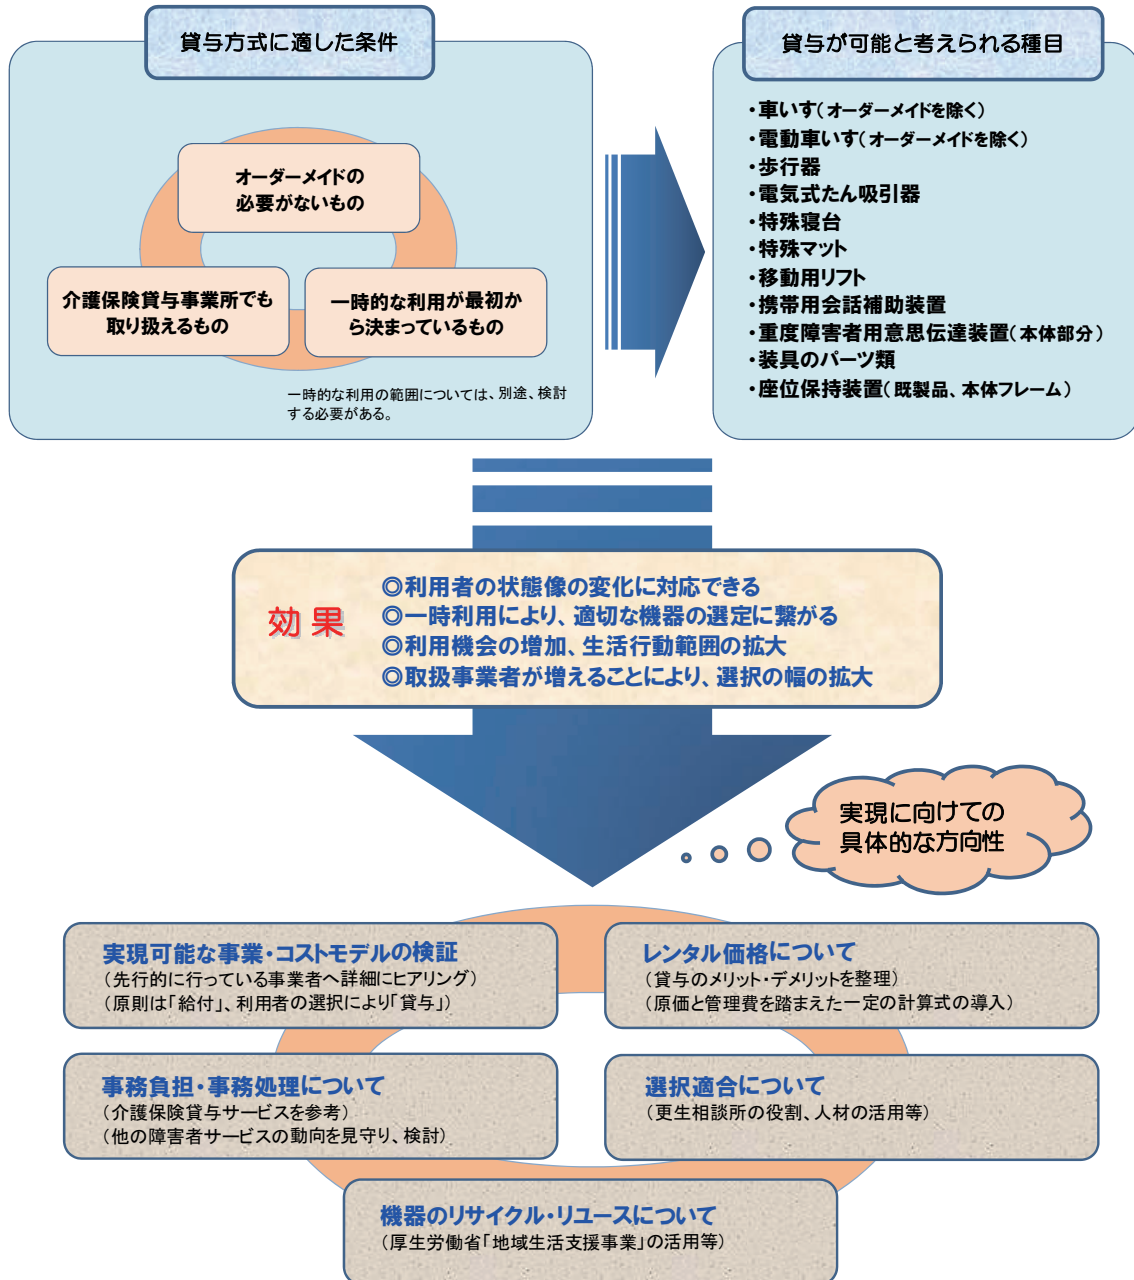 貸与方式に適した条件
オーダーメイドの
必要がないもの
介護保険貸与事業所でも
取り扱えるもの
一時的な利用が最初か
ら決まっているもの
一時的な利用の範囲については、別途、検討
する必要がある。
貸与が可能と考えられる種目
・車いす(オーダーメイドを除く)
・電動車いす(オーダーメイドを除く)
・歩行器
・電気式たん吸引器
・特殊寝台
・特殊マット
・移動用リフト
・携帯用会話補助装置
・重度障害者用意思伝達装置(本体部分)
・装具のパーツ類
・座位保持装置(既製品、本体フレーム)
効果
◎利用者の状態像の変化に対応できる
◎一時利用により、適切な機器の選定に繋がる
◎利用機会の増加、生活行動範囲の拡大
◎取扱事業者が増えることにより、選択の幅の拡大
実現に向けての
具体的な方向性
実現可能な事業・コストモデルの検証
(先行的に行っている事業者へ詳細にヒアリング)
(原則は「給付」、利用者の選択により「貸与」)
レンタル価格について
(貸与のメリット・デメリットを整理)
(原価と管理費を踏まえた一定の計算式の導入)
事務負担・事務処理について
(介護保険貸与サービスを参考)
(他の障害者サービスの動向を見守り、検討)
選択適合について
(更生相談所の役割、人材の活用等)
機器のリサイクル・リユースについて
(厚生労働省「地域生活支援事業」の活用等)